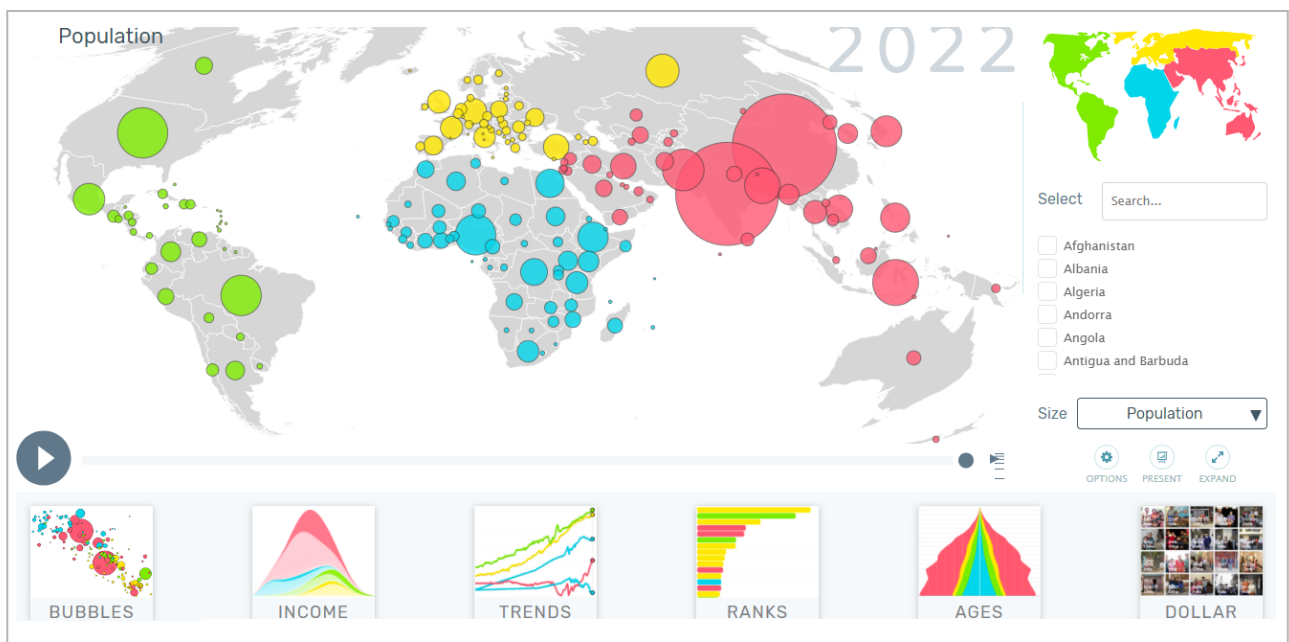 Population
2022
Select
Search...
Afghanistan
Albania
Algeria
Andorra
Angola
Antigua and Barbuda
Size
Population
OPTIONS
PRESENT
EXPAND
BUBBLES
INCOME
TRENDS
RANKS
AGES
DOLLAR